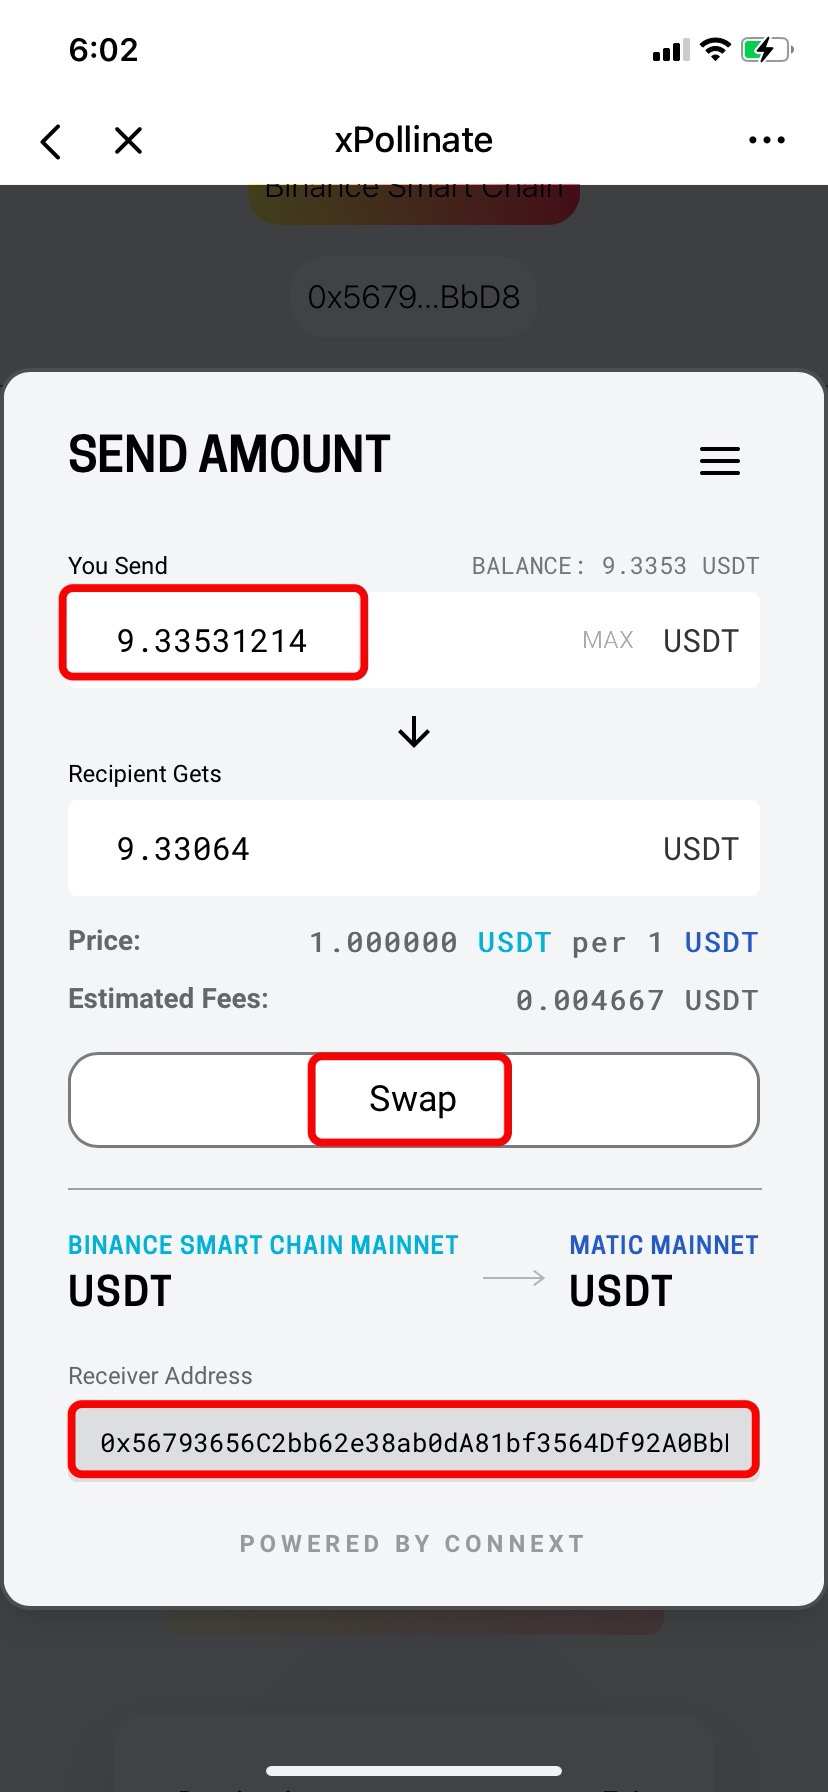 6:02
xPollinate
Binance Smart Chain
0x5679...BbD8
SEND AMOUNT
You Send BALANCE: 9.3353 USDT
9.33531214 MAX USDT
Recipient Gets
9.33064 USDT
Price: 1.000000 USDT per 1 USDT
Estimated Fees: 0.004667 USDT
Swap
BINANCE SMART CHAIN MAINNET MATIC MAINNET
USDT USDT
Receiver Address
0x56793656C2bb62e38ab0dA81bf3564Df92A0Bb
POWERED BY CONNEXT